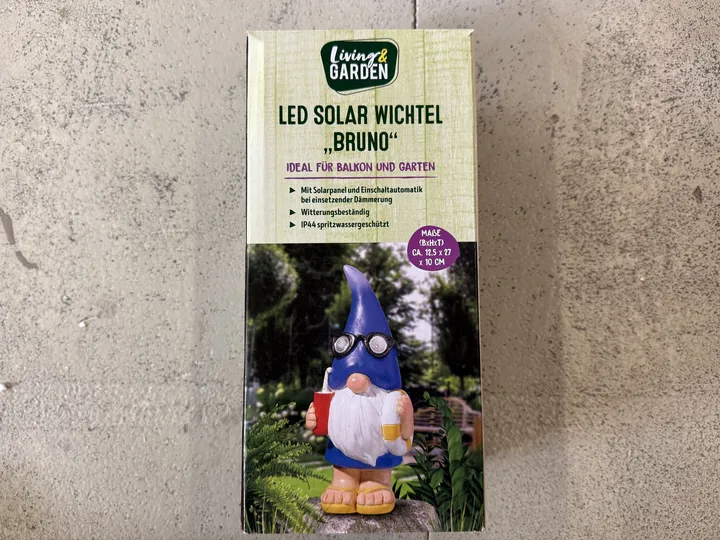 Living &
GARDEN
LED SOLAR WICHTEL
„BRUNO“
IDEAL FÜR BALKON UND GARTEN
► Mit Solarpanel und Einschaltautomatik
bei einsetzender Dämmerung
► Witterungsbeständig
► IP44 spritzwassergeschützt
MAẞE
(BxHxT)
CA. 12,5 x 27
x 10 CM